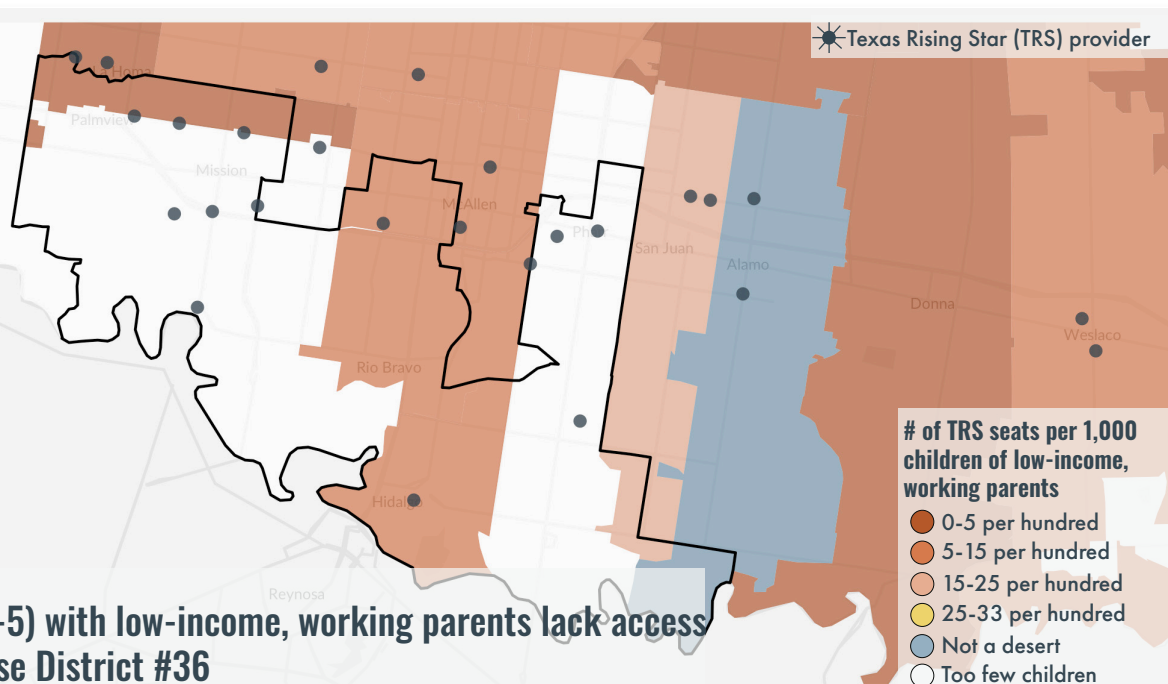 Texas Rising Star (TRS) provider
La Homa
Palmview
Mission
McAllen
Pharr
San Juan
Alamo
Donna
Weslaco
Rio Bravo
Hidalgo
Reynosa
# of TRS seats per 1,000
children of low-income,
working parents
0-5 per hundred
5-15 per hundred
15-25 per hundred
25-33 per hundred
Not a desert
Too few children
-5) with low-income, working parents lack access
se District #36